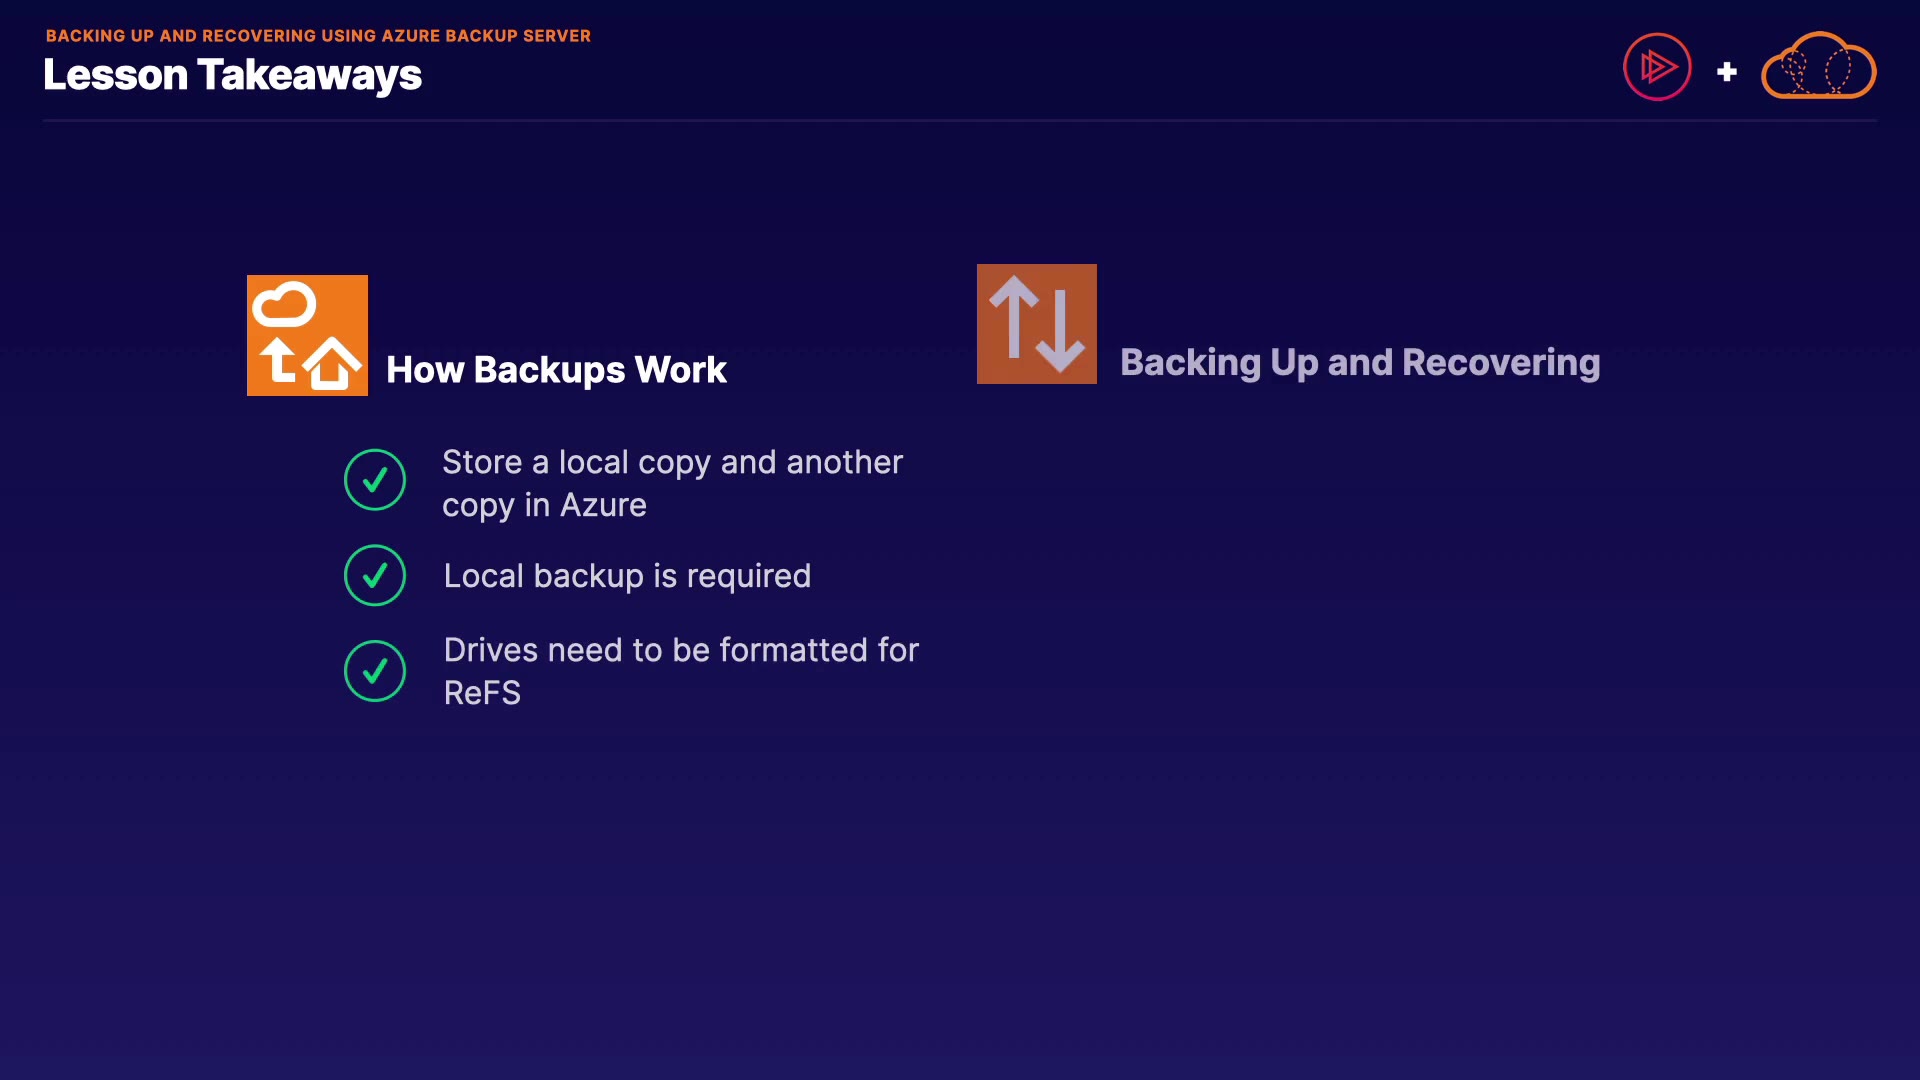 BACKING UP AND RECOVERING USING AZURE BACKUP SERVER
Lesson Takeaways
How Backups Work
Store a local copy and another
copy in Azure
Local backup is required
Drives need to be formatted for
ReFS
Backing Up and Recovering